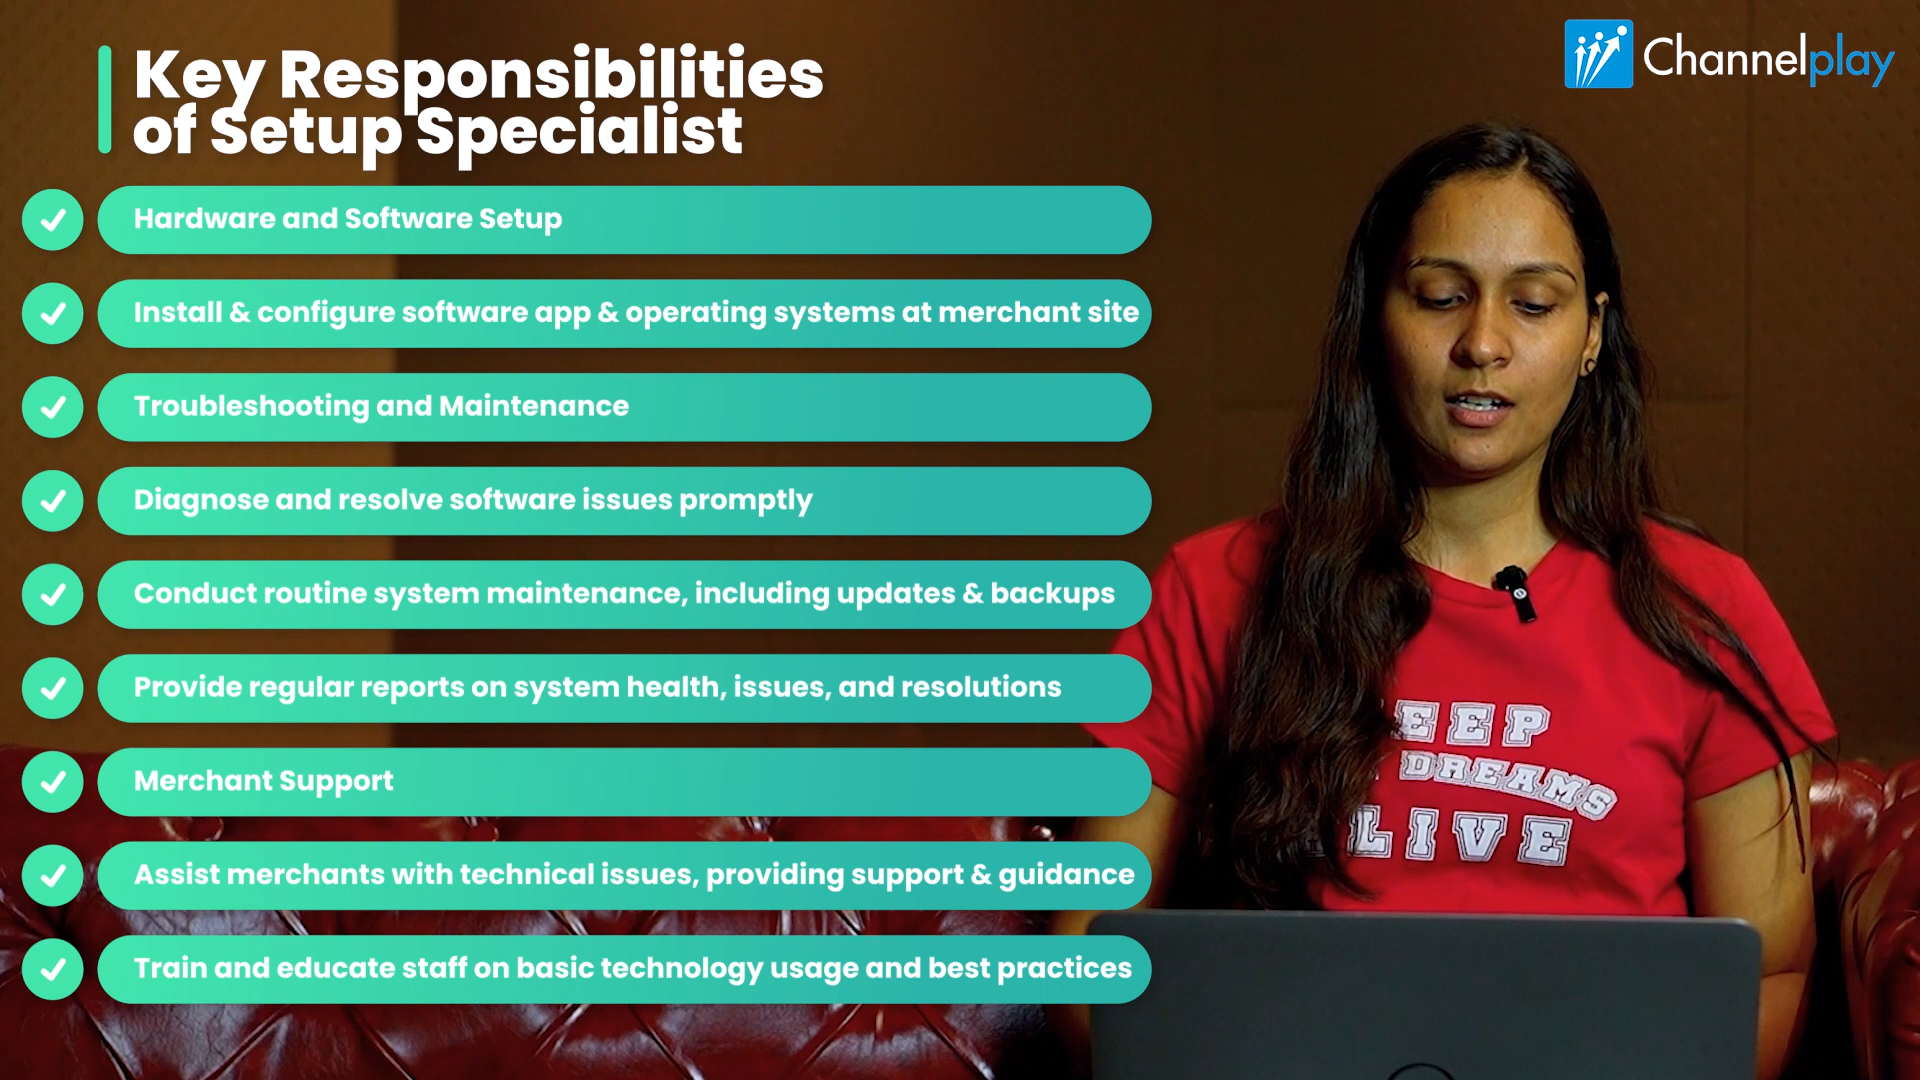 Key Responsibilities
of Setup Specialist
Channelplay
Hardware and Software Setup
Install & configure software app & operating systems at merchant site
Troubleshooting and Maintenance
Diagnose and resolve software issues promptly
Conduct routine system maintenance, including updates & backups
Provide regular reports on system health, issues, and resolutions
Merchant Support
Assist merchants with technical issues, providing support & guidance
Train and educate staff on basic technology usage and best practices
EEP
DREAMS
LIVE